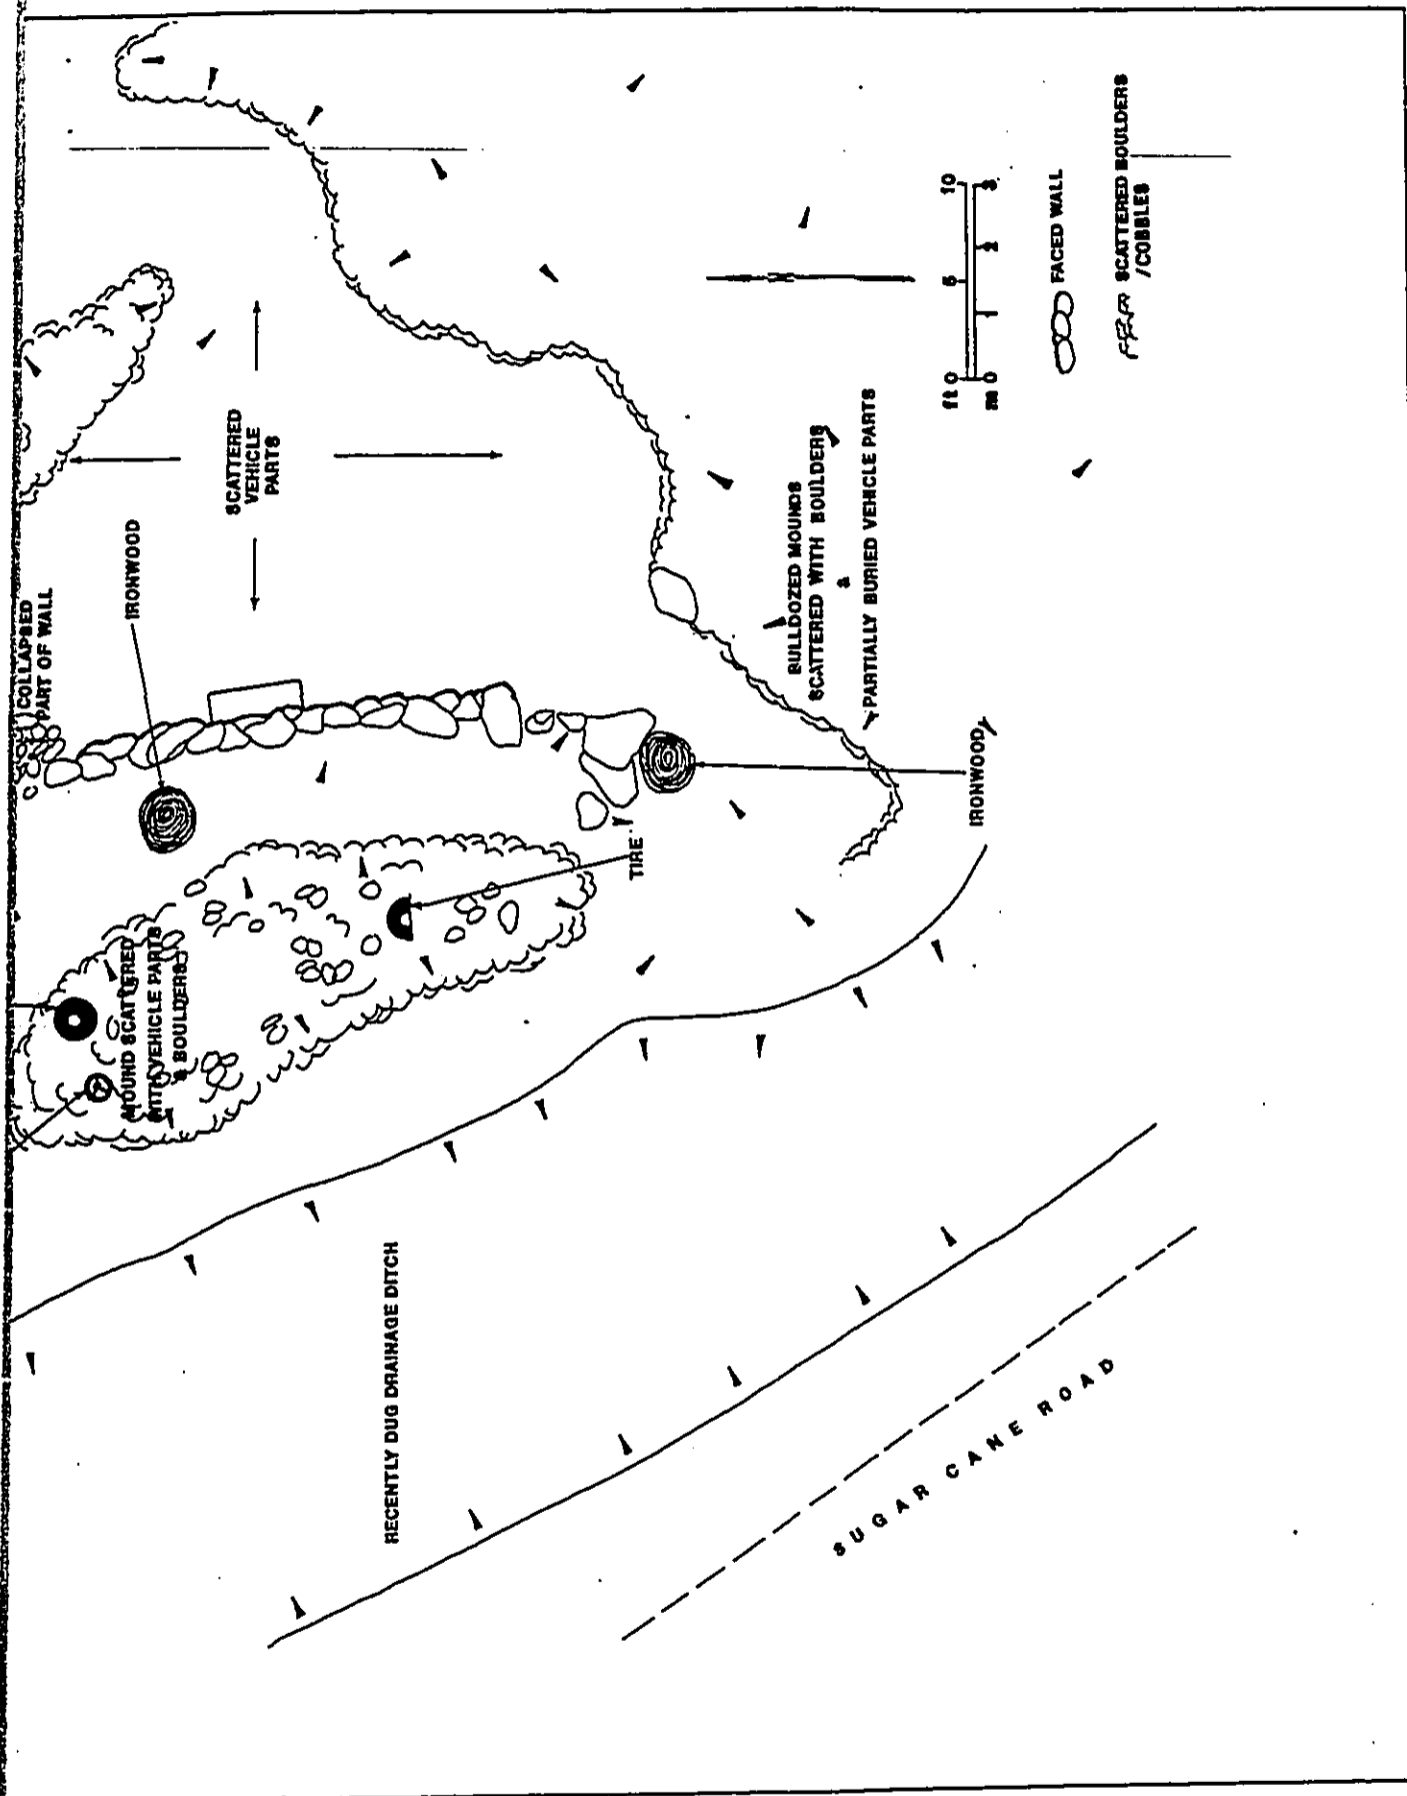 COLLAPSED
PART OF WALL
IRONWOOD
SCATTERED
VEHICLE
PARTS
MOUND SCATTERED
WITH VEHICLE PARTS
& BOULDERS
TIRE
RECENTLY DUG DRAINAGE DITCH
BULLDOZED MOUNDS
SCATTERED WITH BOULDERS
&
PARTIALLY BURIED VEHICLE PARTS
IRONWOOD
SUGAR CANE ROAD
ft 0 5 10
m 0 1 2 3
FACED WALL
SCATTERED BOULDERS
/COBBLES